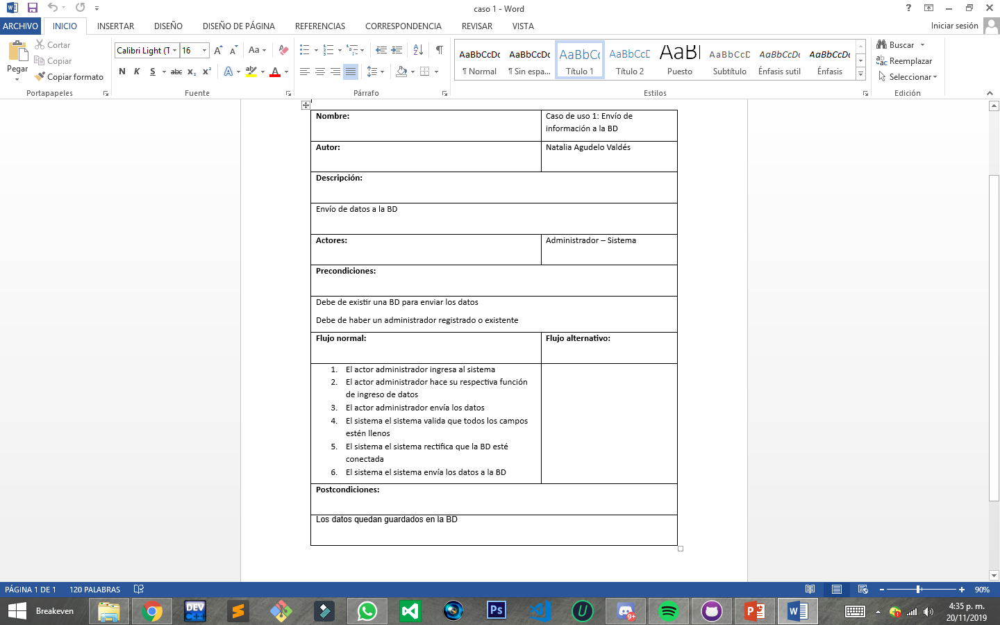 caso 1 - Word
ARCHIVO INICIO INSERTAR DISEÑO DISEÑO DE PÁGINA REFERENCIAS CORRESPONDENCIA REVISAR VISTA Iniciar sesión
Pegar
Cortar
Copiar
Copiar formato
Portapapeles
Calibri Light (T 16
N K S abc x₂ x²
Fuente
Párrafo
AaBbCcDc AaBbCcDc AaBbCc AaBbCcD AaB AaBbCcD AaBbCcDc AaBbCcDc
¶ Normal ¶ Sin espa... Título 1 Título 2 Puesto Subtítulo Énfasis sutil Énfasis
Estilos
Buscar
Reemplazar
Seleccionar
Edición
Nombre: Caso de uso 1: Envío de
información a la BD
Autor: Natalia Agudelo Valdés
Descripción:
Envío de datos a la BD
Actores: Administrador – Sistema
Precondiciones:
Debe de existir una BD para enviar los datos
Debe de haber un administrador registrado o existente
Flujo normal: Flujo alternativo:
1. El actor administrador ingresa al sistema
2. El actor administrador hace su respectiva función
de ingreso de datos
3. El actor administrador envía los datos
4. El sistema el sistema valida que todos los campos
estén llenos
5. El sistema el sistema rectifica que la BD esté
conectada
6. El sistema el sistema envía los datos a la BD
Postcondiciones:
Los datos quedan guardados en la BD
PÁGINA 1 DE 1 120 PALABRAS 90%
Breakeven
DEV C++
Ps
U
9+
4:35 p. m.
20/11/2019